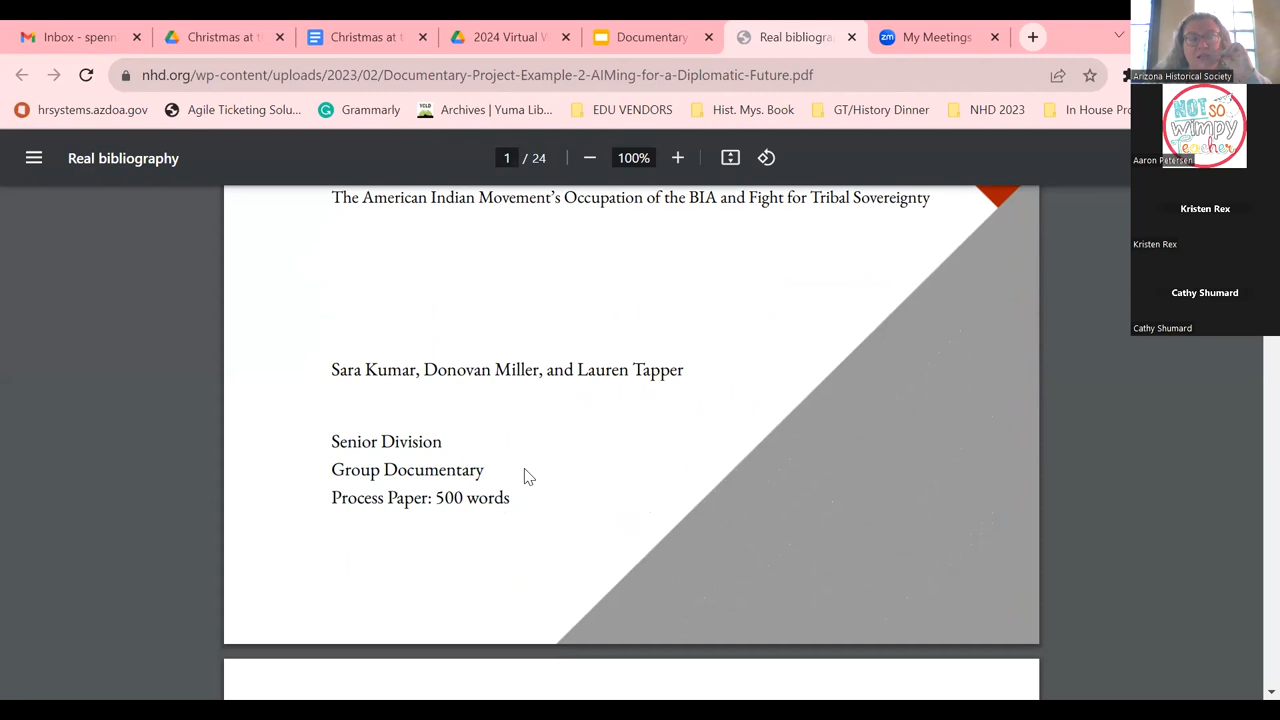 Inbox - spenn
Christmas at t
Christmas at t
2024 Virtual W
Documentary
Real bibliogra
My Meetings
nhd.org/wp-content/uploads/2023/02/Documentary-Project-Example-2-AIMing-for-a-Diplomatic-Future.pdf
hrsystems.azdoa.gov
Agile Ticketing Solu...
Grammarly
Archives | Yuma Lib...
EDU VENDORS
Hist. Mys.Book
GT/History Dinner
NHD 2023
In House Pro
Real bibliography
1 / 24
100%
The American Indian Movement's Occupation of the BIA and Fight for Tribal Sovereignty
Sara Kumar, Donovan Miller, and Lauren Tapper
Senior Division
Group Documentary
Process Paper: 500 words
Arizona Historical Society
NOT SO
wimpy
Teacher
Aaron Petersen
Kristen Rex
Kristen Rex
Cathy Shumard
Cathy Shumard